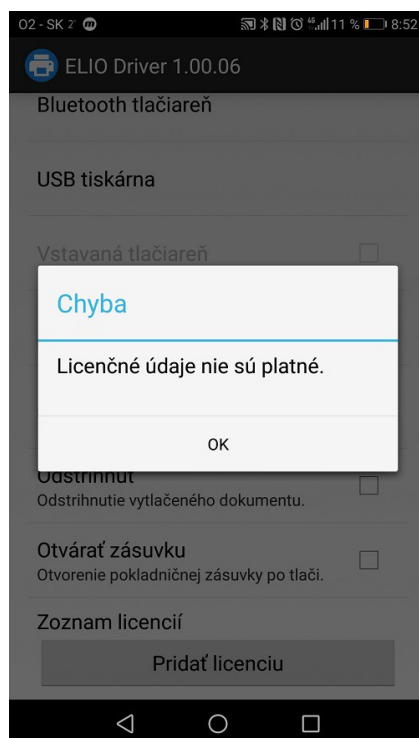 O2 - SK 2' 11 % 8:52
ELIO Driver 1.00.06
Bluetooth tlačiareň
USB tiskárna
Vstavaná tlačiareň
Chyba
Licenčné údaje nie sú platné.
OK
Odstrihnúť
Odstrihnutie vytlačeného dokumentu.
Otvárať zásuvku
Otvorenie pokladničnej zásuvky po tlači.
Zoznam licencií
Pridať licenciu